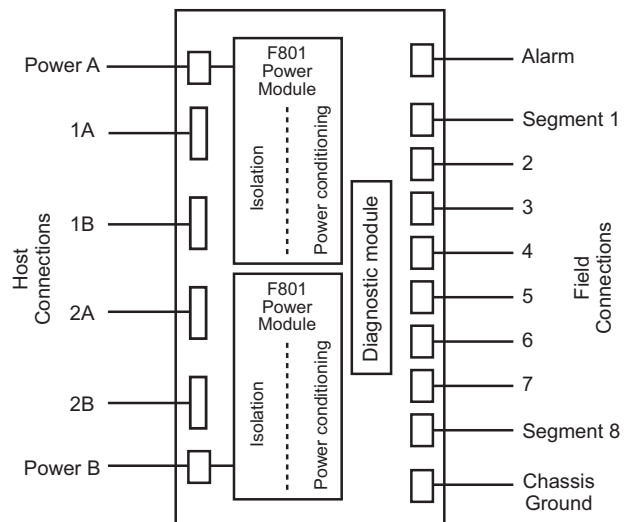 Power A
1A
1B
2A
2B
Power B
Host
Connections
F801
Power
Module
Isolation
Power conditioning
F801
Power
Module
Isolation
Power conditioning
Diagnostic module
Alarm
Segment 1
2
3
4
5
6
7
Segment 8
Chassis
Ground
Field
Connections